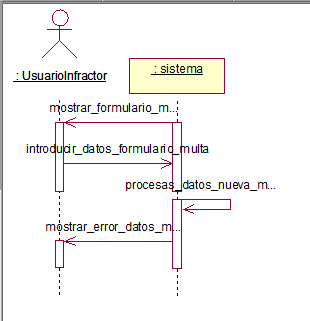 : UsuarioInfractor
: sistema
mostrar_formulario_m...
introducir_datos_formulario_multa
procesas_datos_nueva_m...
mostrar_error_datos_m...